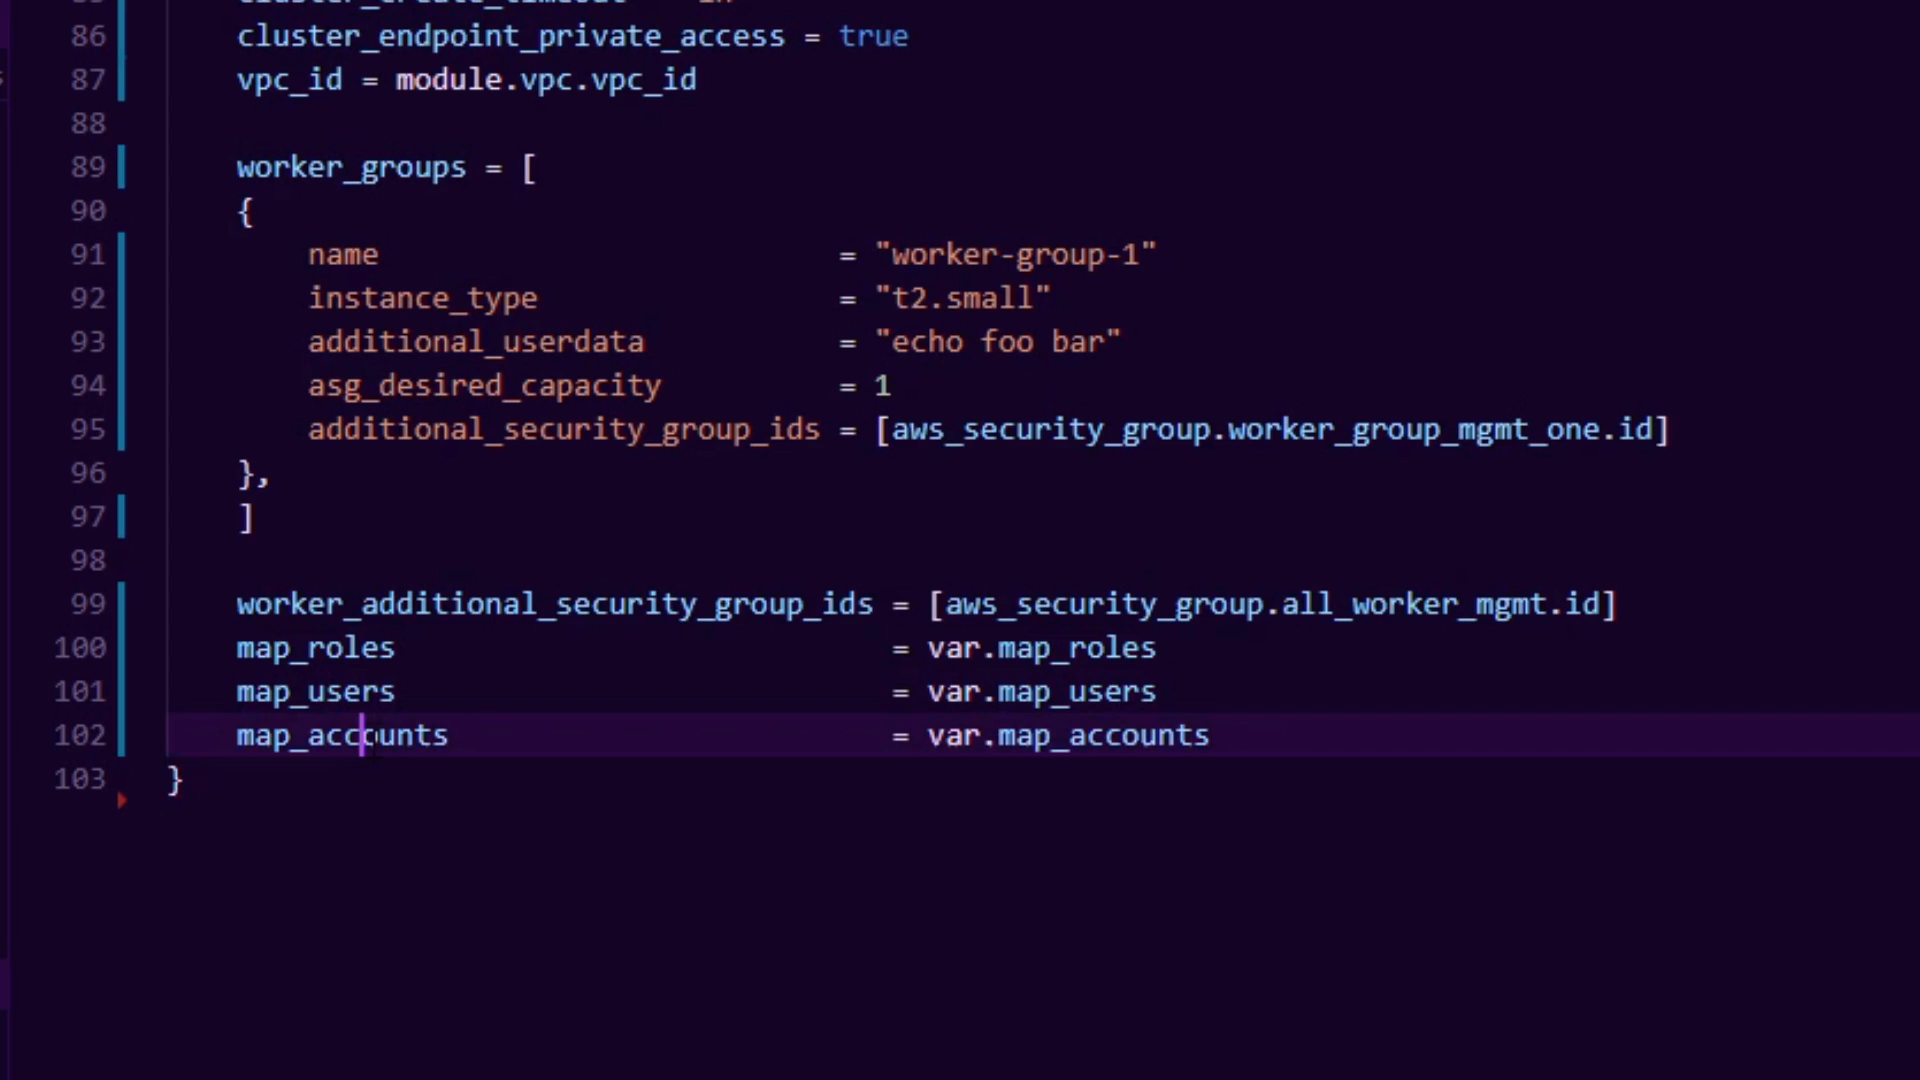 86 cluster_endpoint_private_access = true
87 vpc_id = module.vpc.vpc_id
88
89 worker_groups = [
90 {
91 name = "worker-group-1"
92 instance_type = "t2.small"
93 additional_userdata = "echo foo bar"
94 asg_desired_capacity = 1
95 additional_security_group_ids = [aws_security_group.worker_group_mgmt_one.id]
96 },
97 ]
98
99 worker_additional_security_group_ids = [aws_security_group.all_worker_mgmt.id]
100 map_roles = var.map_roles
101 map_users = var.map_users
102 map_accounts = var.map_accounts
103 }